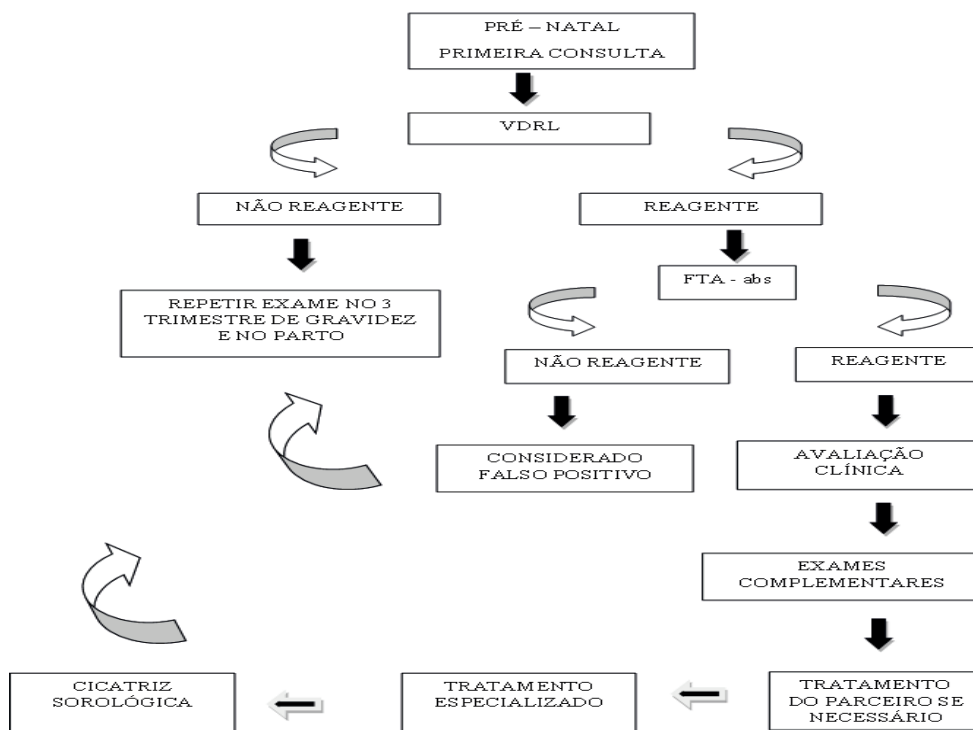 PRÉ – NATAL
PRIMEIRA CONSULTA
VDRL
NÃO REAGENTE
REAGENTE
FTA - abs
REPETIR EXAME NO 3
TRIMESTRE DE GRAVIDEZ
E NO PARTO
NÃO REAGENTE
REAGENTE
CONSIDERADO
FALSO POSITIVO
AVALIAÇÃO
CLÍNICA
EXAMES
COMPLEMENTARES
CICATRIZ
SOROLÓGICA
TRATAMENTO
ESPECIALIZADO
TRATAMENTO
DO PARCEIRO SE
NECESSÁRIO